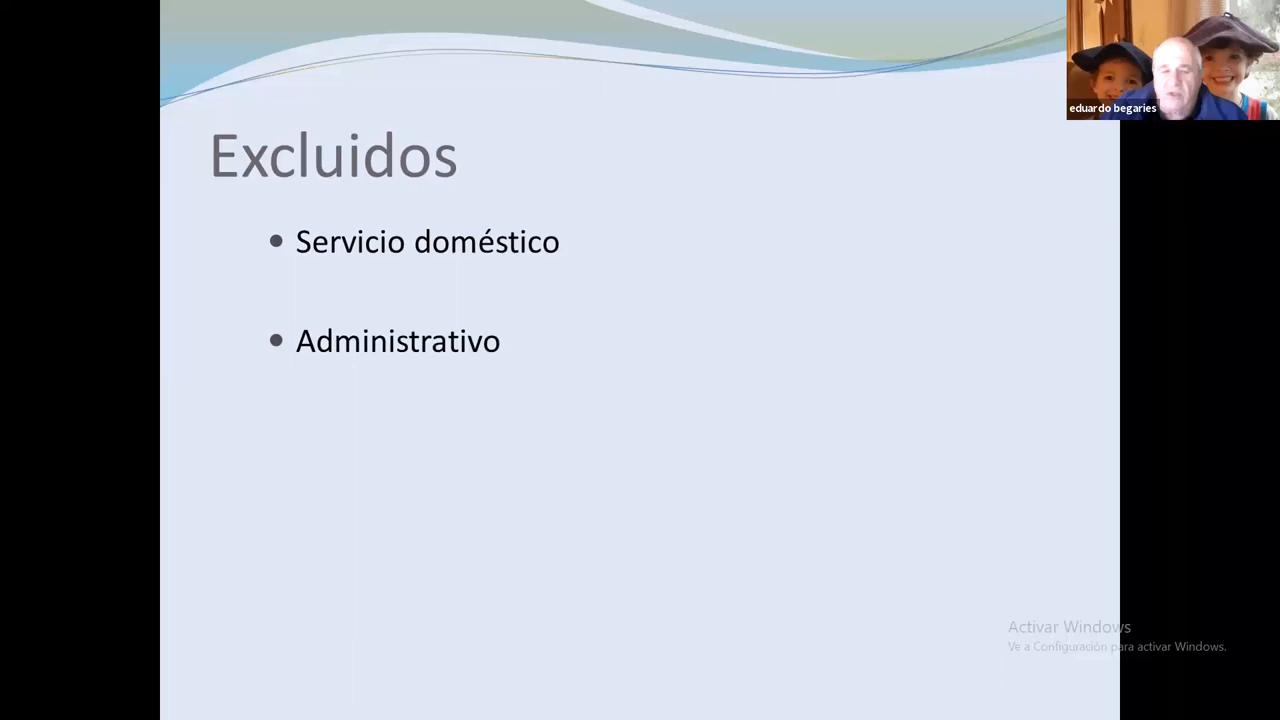 eduardo begaries
Excluidos
• Servicio doméstico
• Administrativo
Activar Windows
Ve a Configuración para activar Windows.